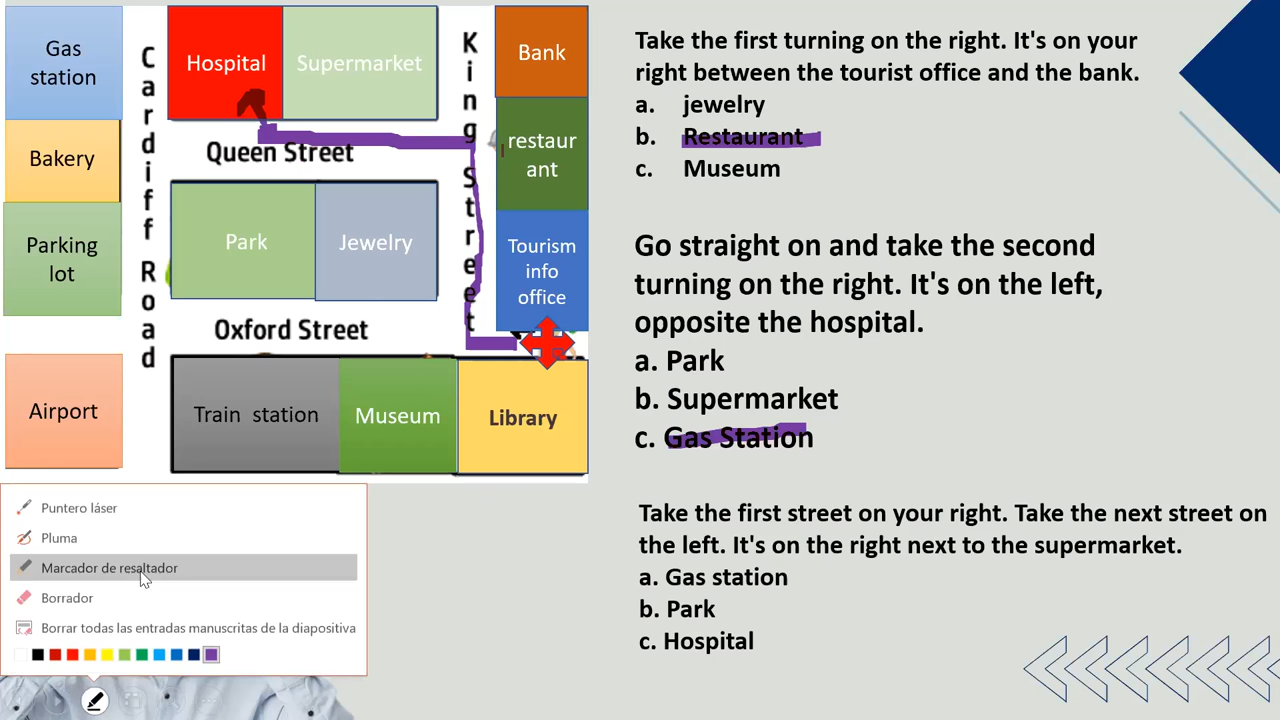 Gas
station
Bakery
Parking
lot
Airport
Cardiff Road
Hospital
Supermarket
Queen Street
Park
Jewelry
Oxford Street
Train station
Museum
Library
King Street
Bank
restaur
ant
Tourism
info
office
Take the first turning on the right. It's on your
right between the tourist office and the bank.
a. jewelry
b. Restaurant
c. Museum
Go straight on and take the second
turning on the right. It's on the left,
opposite the hospital.
a. Park
b. Supermarket
c. Gas Station
Take the first street on your right. Take the next street on
the left. It's on the right next to the supermarket.
a. Gas station
b. Park
c. Hospital
Puntero láser
Pluma
Marcador de resaltador
Borrador
Borrar todas las entradas manuscritas de la diapositiva